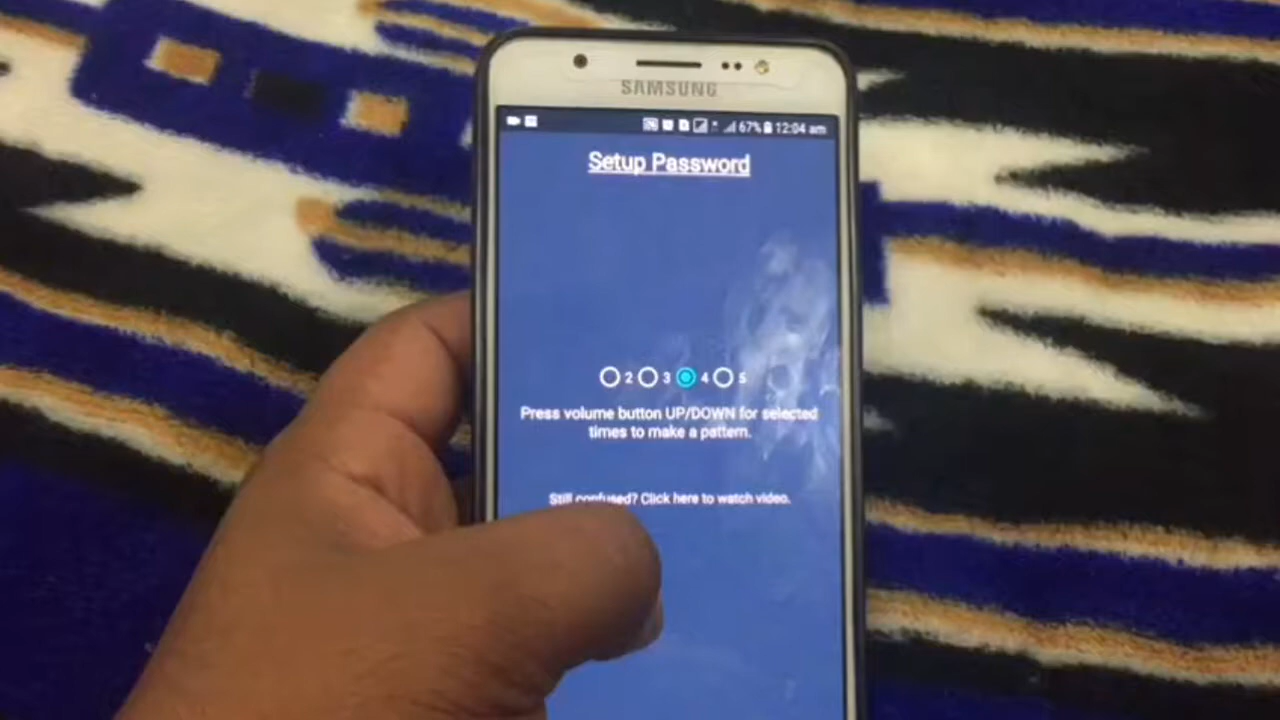 SAMSUNG
67% 12:04 am
Setup Password
2 3 4 5
Press volume button UP/DOWN for selected
times to make a pattern.
Still confused? Click here to watch video.